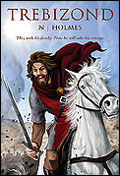 TREBIZOND
N J HOLMES
They took his family. Now he will take his revenge.